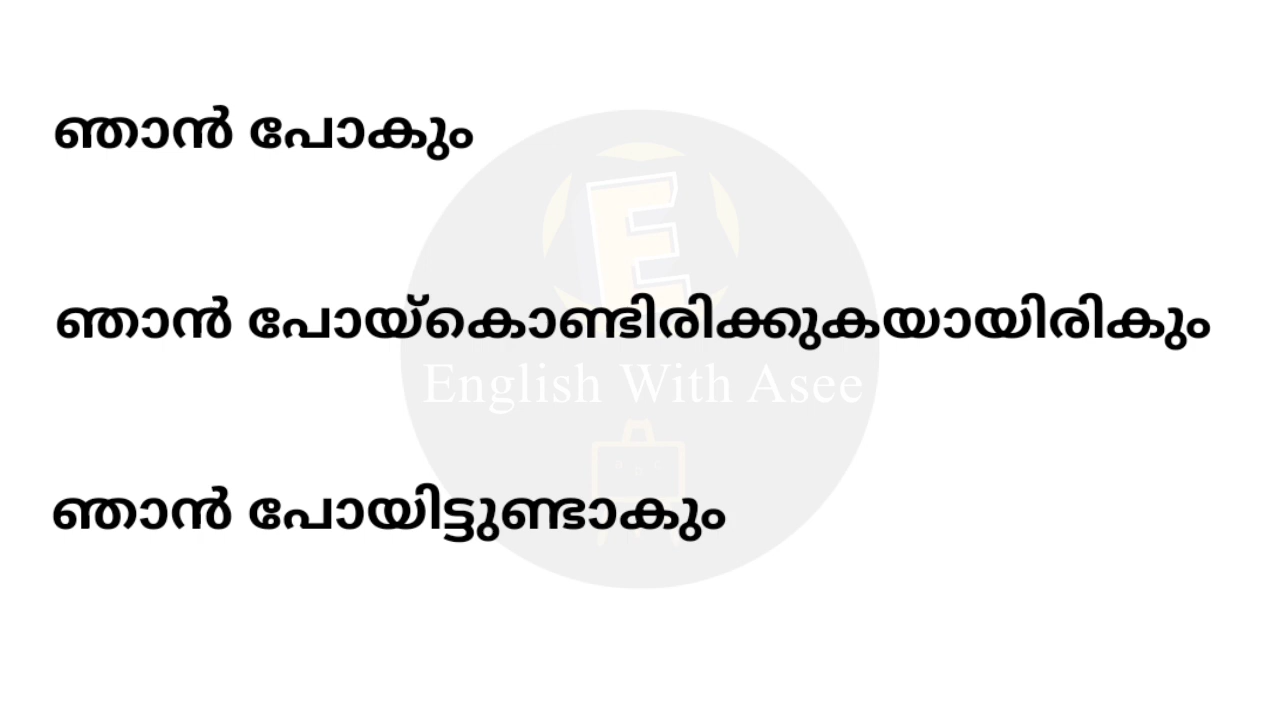 ഞാൻ പോകും
ഞാൻ പോയ്കൊണ്ടിരിക്കുകയായിരികും
English With Asee
ഞാൻ പോയിട്ടുണ്ടാകും